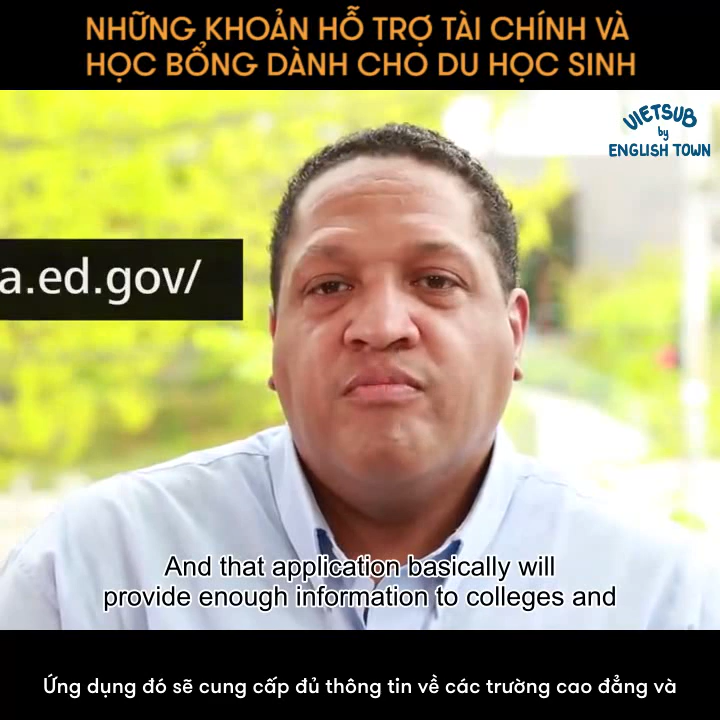 NHỮNG KHOẢN HỖ TRỢ TÀI CHÍNH VÀ
HỌC BỔNG DÀNH CHO DU HỌC SINH
VIETSUB
by
ENGLISH TOWN
a.ed.gov/
And that application basically will
provide enough information to colleges and
Ứng dụng đó sẽ cung cấp đủ thông tin về các trường cao đẳng và